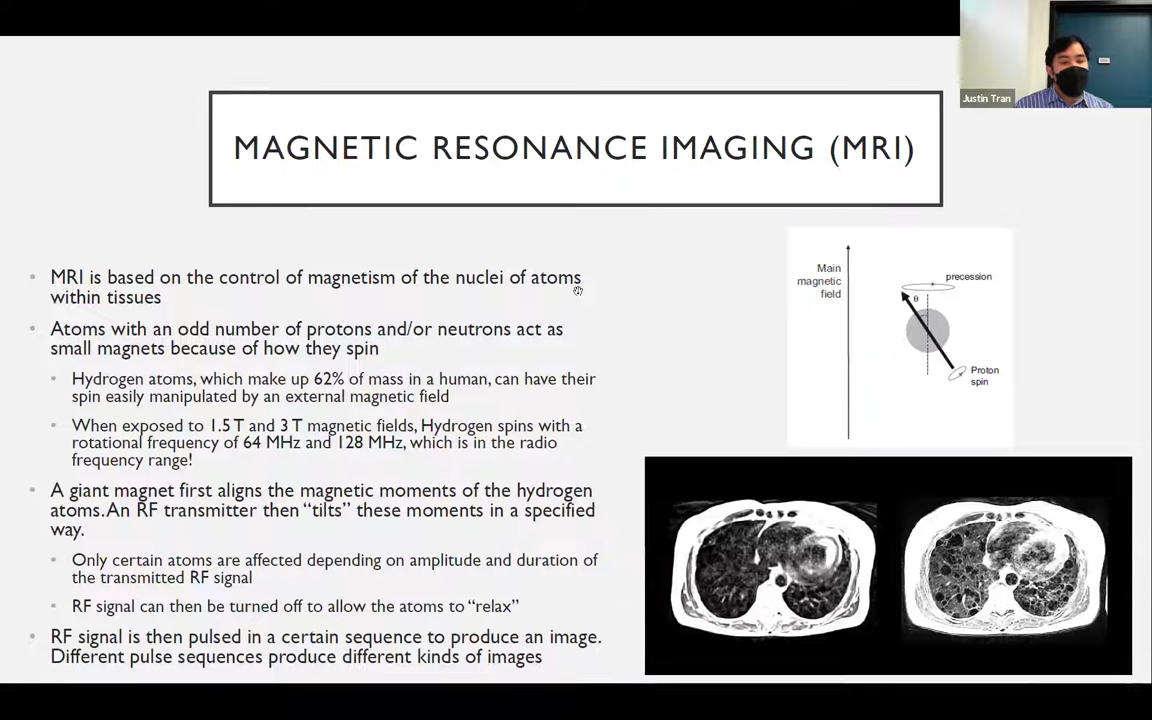 Justin Tran
MAGNETIC RESONANCE IMAGING (MRI)
• MRI is based on the control of magnetism of the nuclei of atoms
within tissues
• Atoms with an odd number of protons and/or neutrons act as
small magnets because of how they spin
• Hydrogen atoms, which make up 62% of mass in a human, can have their
spin easily manipulated by an external magnetic field
• When exposed to 1.5 T and 3 T magnetic fields, Hydrogen spins with a
rotational frequency of 64 MHz and 128 MHz, which is in the radio
frequency range!
• A giant magnet first aligns the magnetic moments of the hydrogen
atoms. An RF transmitter then “tilts” these moments in a specified
way.
• Only certain atoms are affected depending on amplitude and duration of
the transmitted RF signal
• RF signal can then be turned off to allow the atoms to “relax”
• RF signal is then pulsed in a certain sequence to produce an image.
Different pulse sequences produce different kinds of images
Main
magnetic
field
precession
θ
Proton
spin